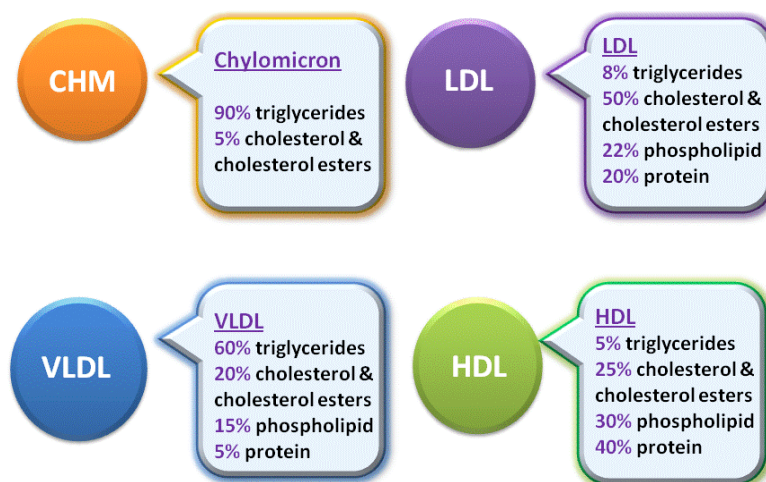 CHM
Chylomicron
90% triglycerides
5% cholesterol &
cholesterol esters
LDL
LDL
8% triglycerides
50% cholesterol &
cholesterol esters
22% phospholipid
20% protein
VLDL
VLDL
60% triglycerides
20% cholesterol &
cholesterol esters
15% phospholipid
5% protein
HDL
HDL
5% triglycerides
25% cholesterol &
cholesterol esters
30% phospholipid
40% protein